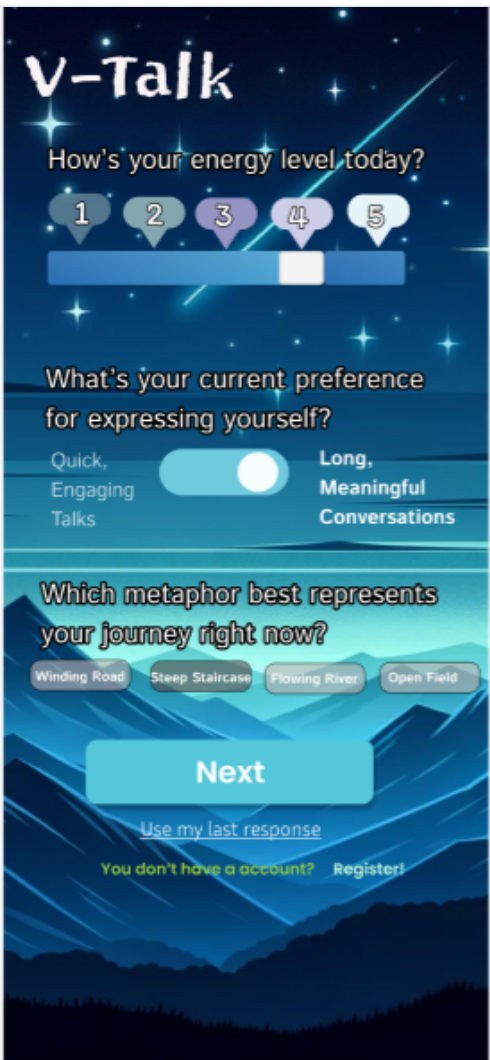 V-Talk
How's your energy level today?
1 2 3 4 5
What's your current preference
for expressing yourself?
Quick,
Engaging
Talks
Long,
Meaningful
Conversations
Which metaphor best represents
your journey right now?
Winding Road Steep Staircase Flowing River Open Field
Next
Use my last response
You don't have a account? Register!